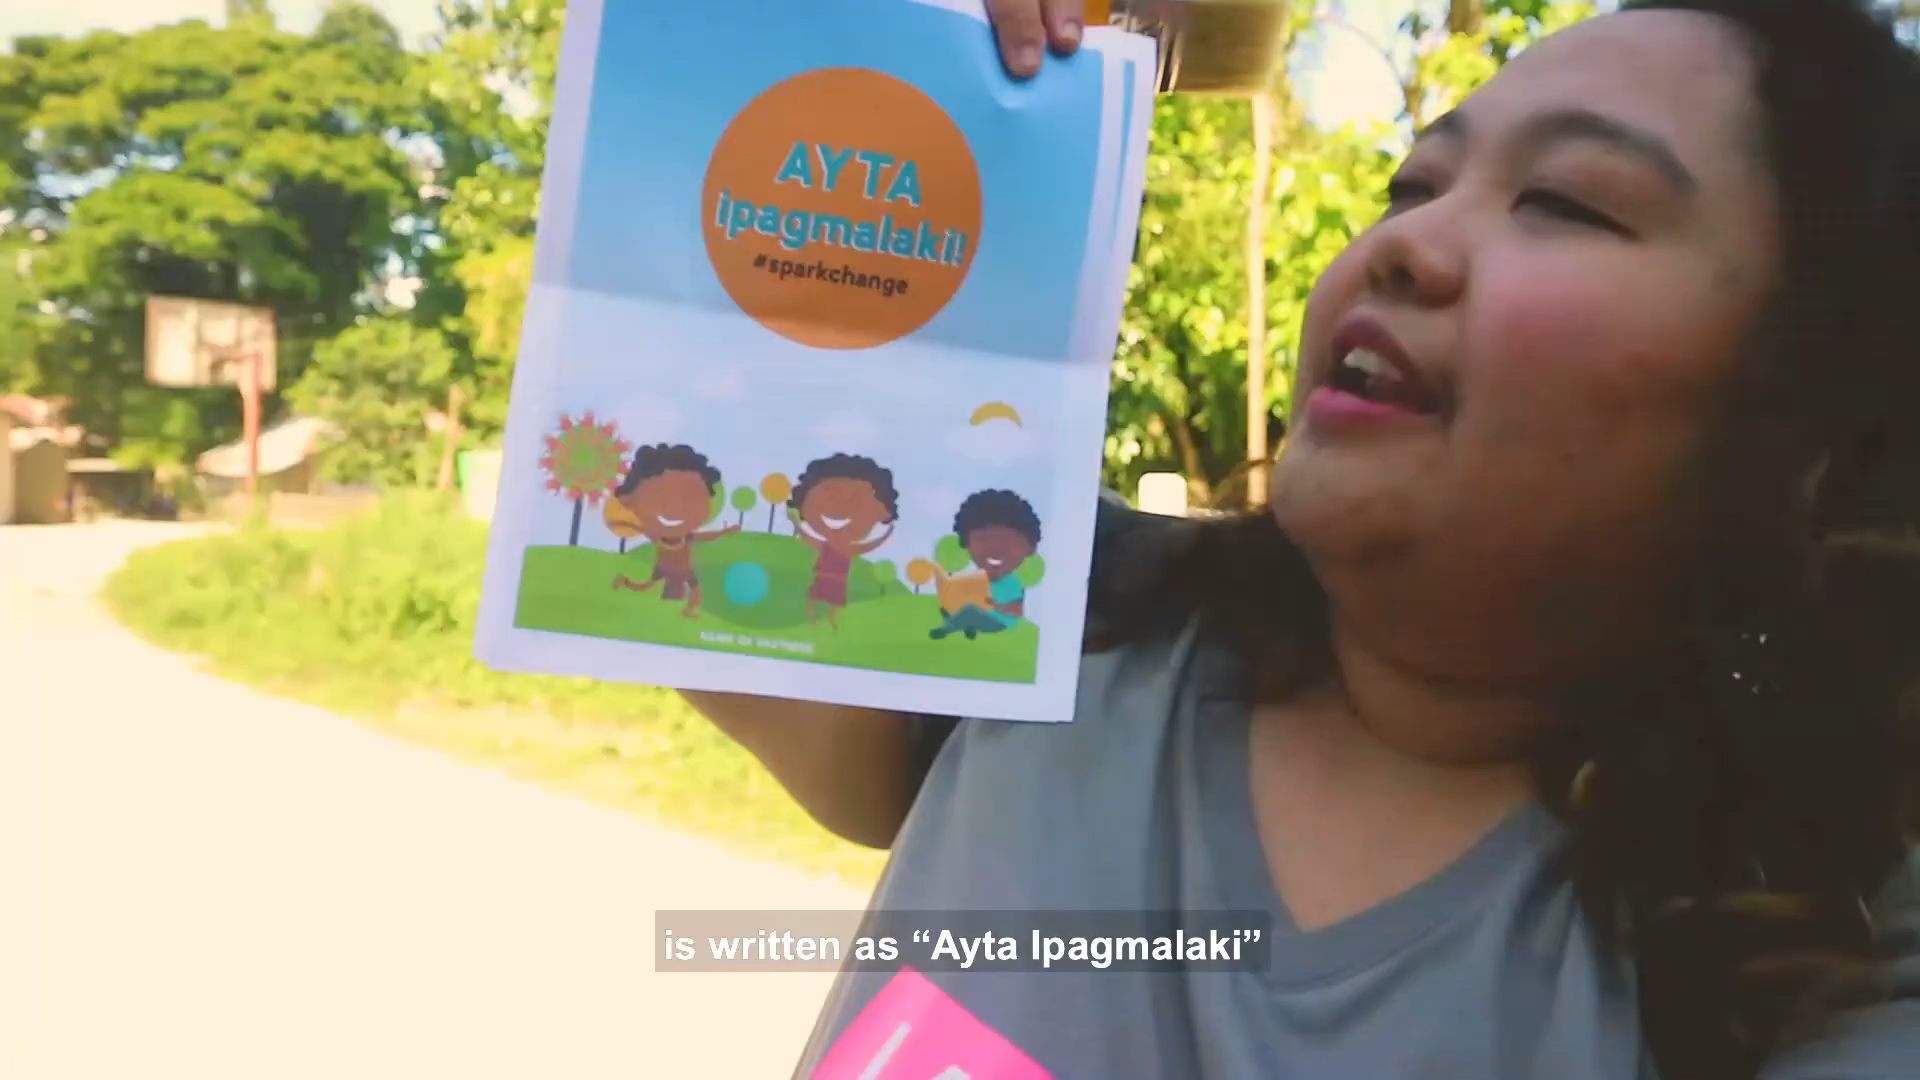 AYTA
ipagmalaki!
#sparkchange
is written as “Ayta Ipagmalaki”